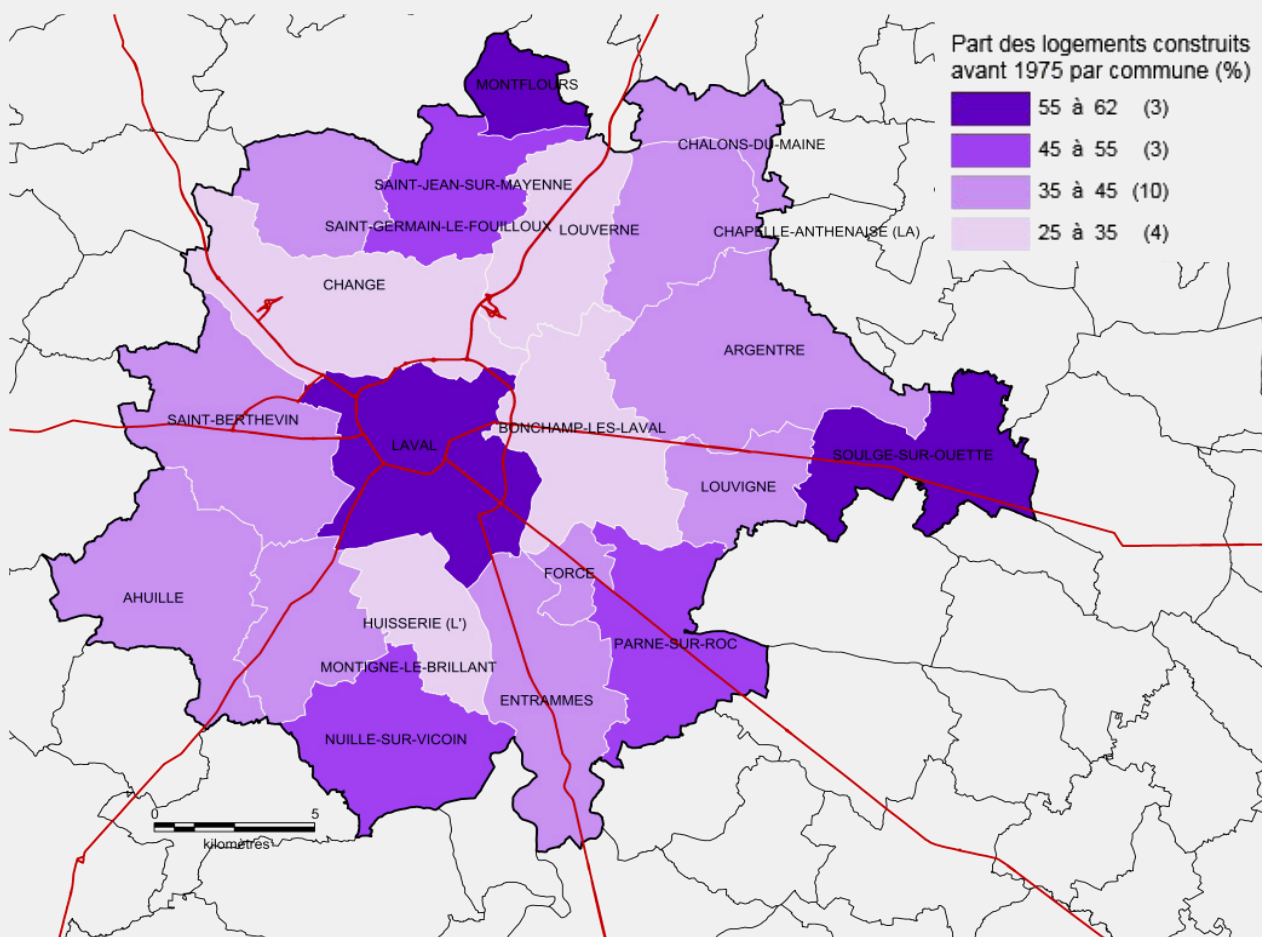 Part des logements construits
avant 1975 par commune (%)
55 à 62 (3)
45 à 55 (3)
35 à 45 (10)
25 à 35 (4)
MONTFLOURS
CHALONS-DU-MAINE
SAINT-JEAN-SUR-MAYENNE
SAINT-GERMAIN-LE-FOUILLOUX
LOUVERNE
CHAPELLE-ANTHENAISE (LA)
CHANGE
ARGENTRE
SAINT-BERTHEVIN
BONCHAMP-LES-LAVAL
LAVAL
SOULGE-SUR-OUETTE
LOUVIGNE
FORCE
AHUILLE
HUISSERIE (L')
PARNE-SUR-ROC
MONTIGNE-LE-BRILLANT
ENTRAMMES
NUILLE-SUR-VICOIN
0 5
kilomètres